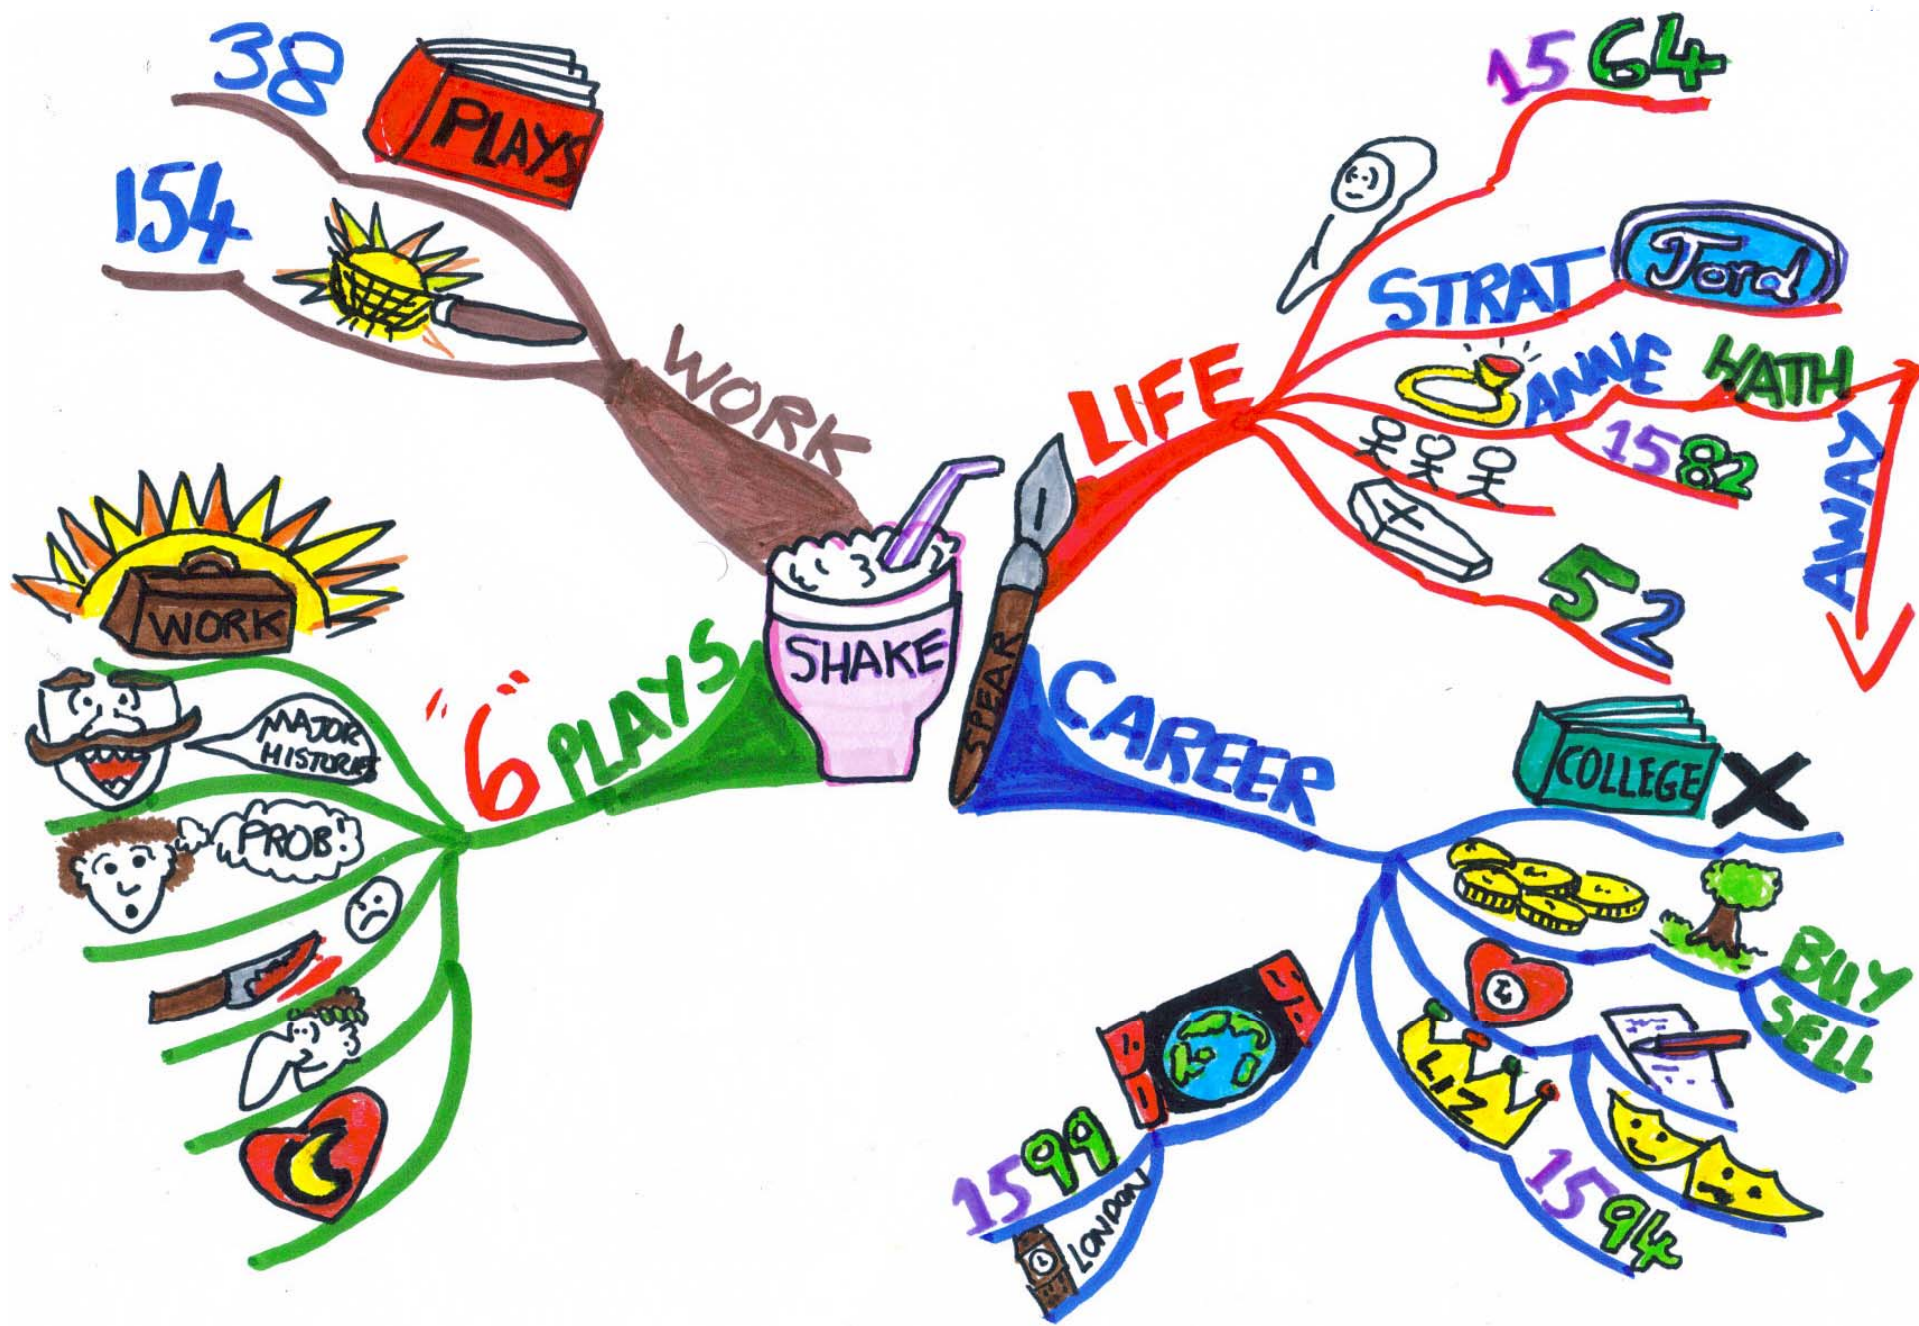 38
PLAYS
154
WORK
SHAKE
SPEAR
LIFE
1564
STRAT Ford
ANNE HATH
AWAY
1582
52
CAREER
COLLEGE X
BUY
SELL
LIZ
1594
1599
LONDON
"6" PLAYS
WORK
MAJOR
HISTORIES
PROB!